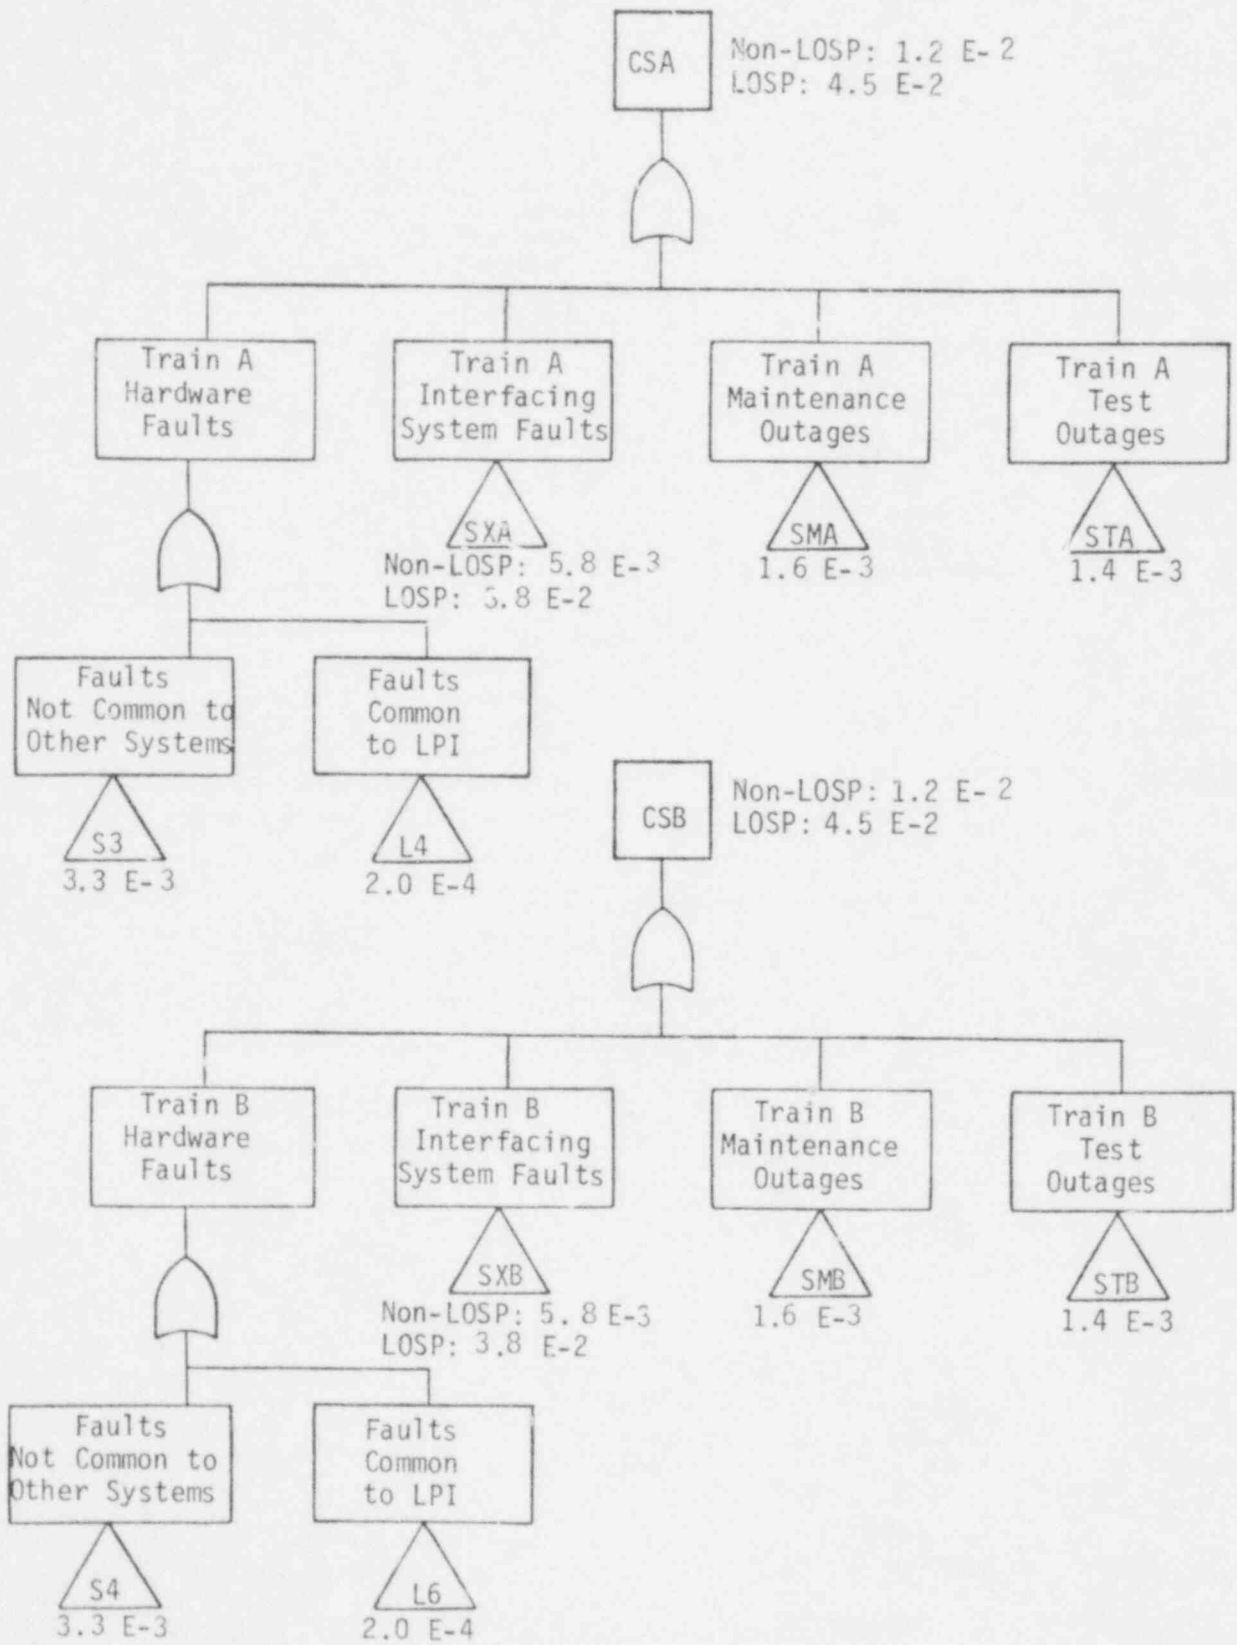 CSA
Non-LOSP: 1.2 E-2
LOSP: 4.5 E-2
Train A
Hardware
Faults
Train A
Interfacing
System Faults
Train A
Maintenance
Outages
Train A
Test
Outages
SXA
Non-LOSP: 5.8 E-3
LOSP: 8 E-2
SMA
1.6 E-3
STA
1.4 E-3
Faults
Not Common to
Other Systems
Faults
Common
to LPI
S3
3.3 E-3
L4
2.0 E-4
CSB
Non-LOSP: 1.2 E-2
LOSP: 4.5 E-2
Train B
Hardware
Faults
Train B
Interfacing
System Faults
Train B
Maintenance
Outages
Train B
Test
Outages
SXB
Non-LOSP: 5.8 E-3
LOSP: 3.8 E-2
SMB
1.6 E-3
STB
1.4 E-3
Faults
Not Common to
Other Systems
Faults
Common
to LPI
S4
3.3 E-3
L6
2.0 E-4